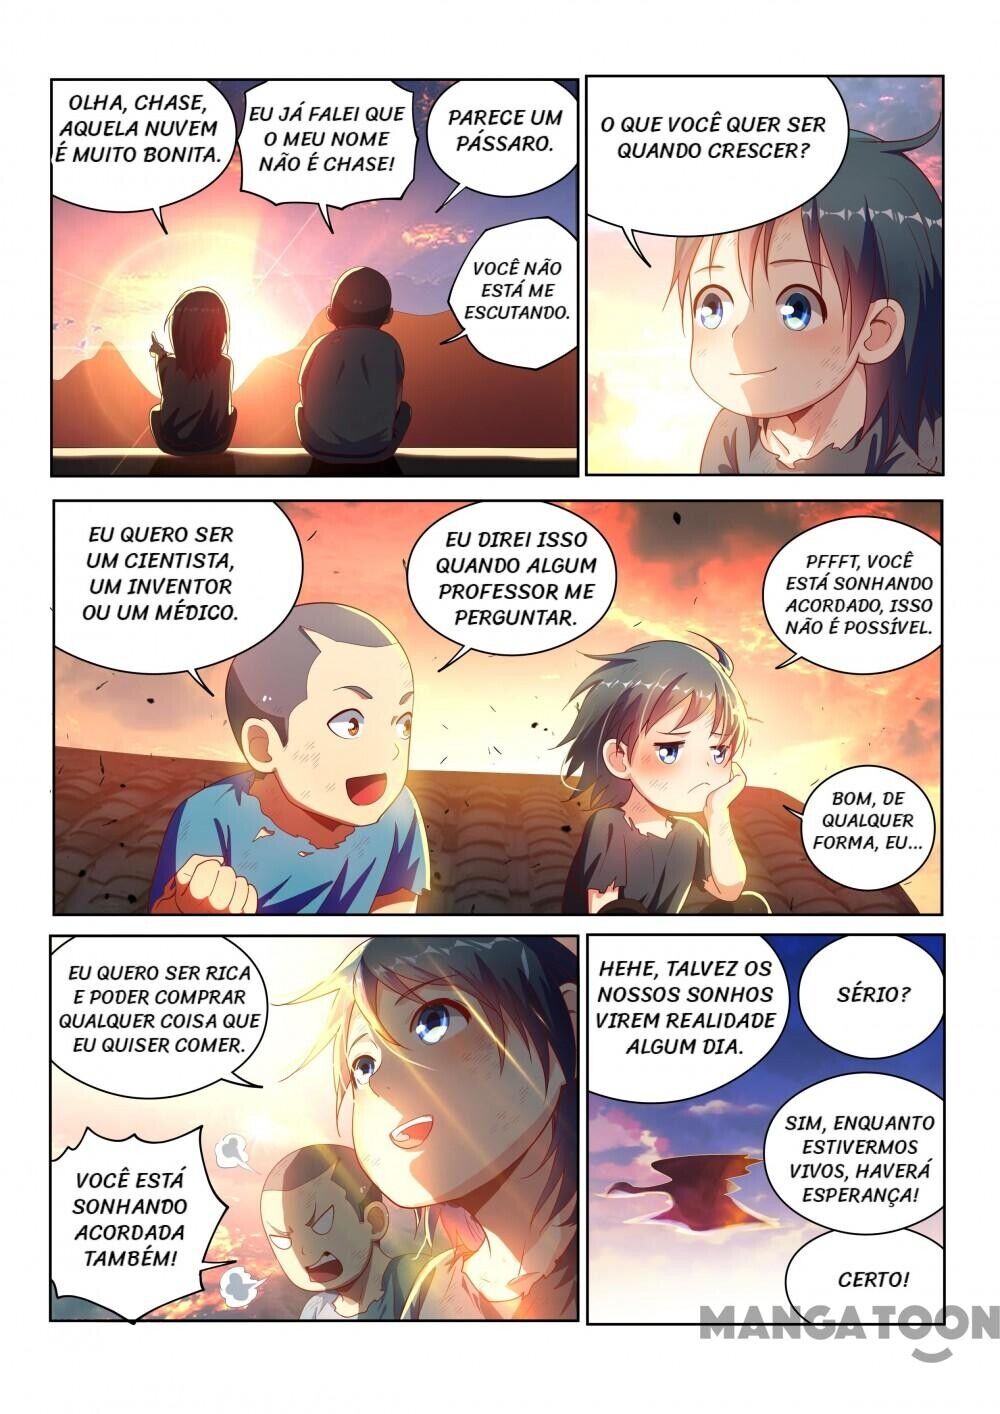 OLHA, CHASE,
AQUELA NUVEM
É MUITO BONITA.
EU JÁ FALEI QUE
O MEU NOME
NÃO É CHASE!
PARECE UM
PÁSSARO.
VOCÊ NÃO
ESTÁ ME
ESCUTANDO.
O QUE VOCÊ QUER SER
QUANDO CRESCER?
EU QUERO SER
UM CIENTISTA,
UM INVENTOR
OU UM MÉDICO.
EU DIREI ISSO
QUANDO ALGUM
PROFESSOR ME
PERGUNTAR.
PFFFT, VOCÊ
ESTÁ SONHANDO
ACORDADO, ISSO
NÃO É POSSÍVEL.
BOM, DE
QUALQUER
FORMA, EU...
EU QUERO SER RICA
E PODER COMPRAR
QUALQUER COISA QUE
EU QUISER COMER.
VOCÊ ESTÁ
SONHANDO
ACORDADA
TAMBÉM!
HEHE, TALVEZ OS
NOSSOS SONHOS
VIREM REALIDADE
ALGUM DIA.
SÉRIO?
SIM, ENQUANTO
ESTIVERMOS
VIVOS, HAVERÁ
ESPERANÇA!
CERTO!
MANGATOON